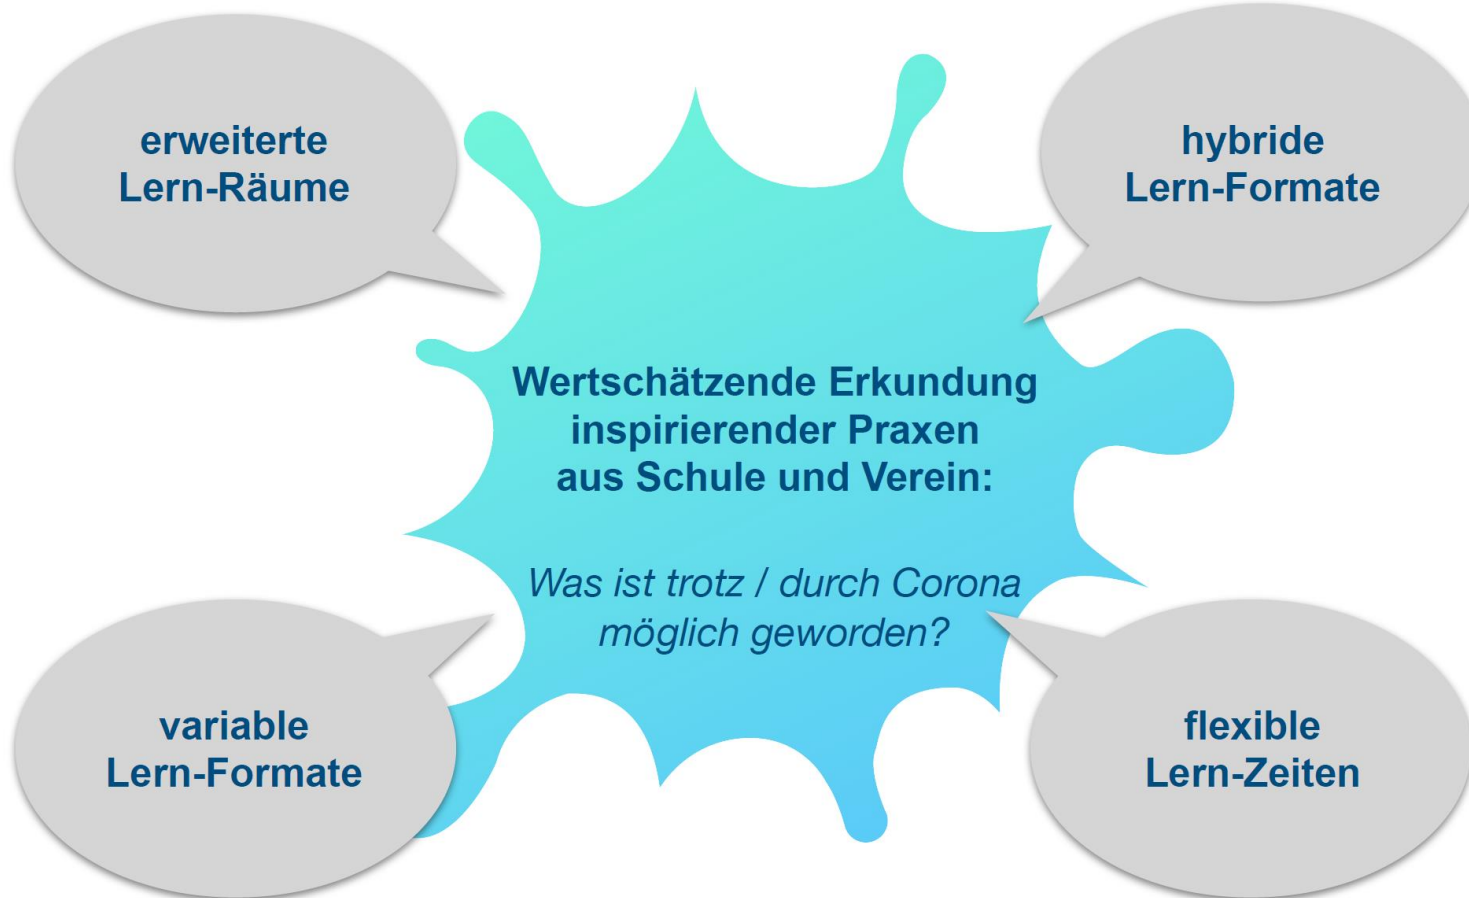 erweiterte
Lern-Räume
hybride
Lern-Formate
Wertschätzende Erkundung
inspirierender Praxen
aus Schule und Verein:
Was ist trotz / durch Corona
möglich geworden?
variable
Lern-Formate
flexible
Lern-Zeiten